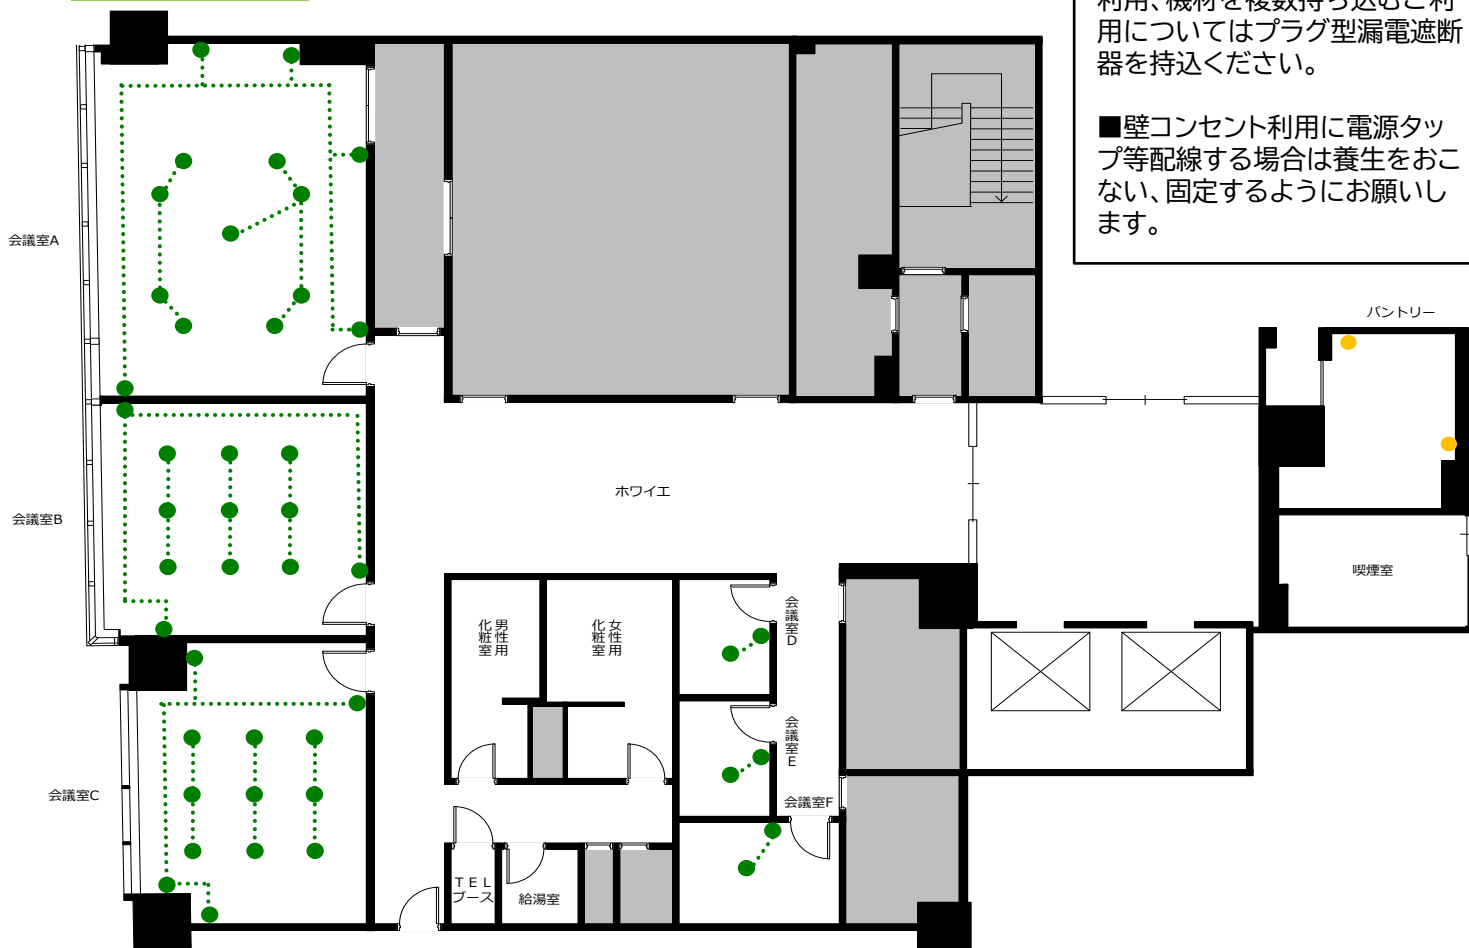 利用、機材を複数持ち込むご利
用についてはプラグ型漏電遮断
器を持込ください。
■壁コンセント利用に電源タッ
プ等配線する場合は養生をおこ
ない、固定するようにお願いし
ます。
会議室A
パントリー
ホワイエ
会議室B
喫煙室
男性用
化粧室
女性用
化粧室
会議室D
会議室E
会議室C
会議室F
ＴＥＬ
ブース
給湯室